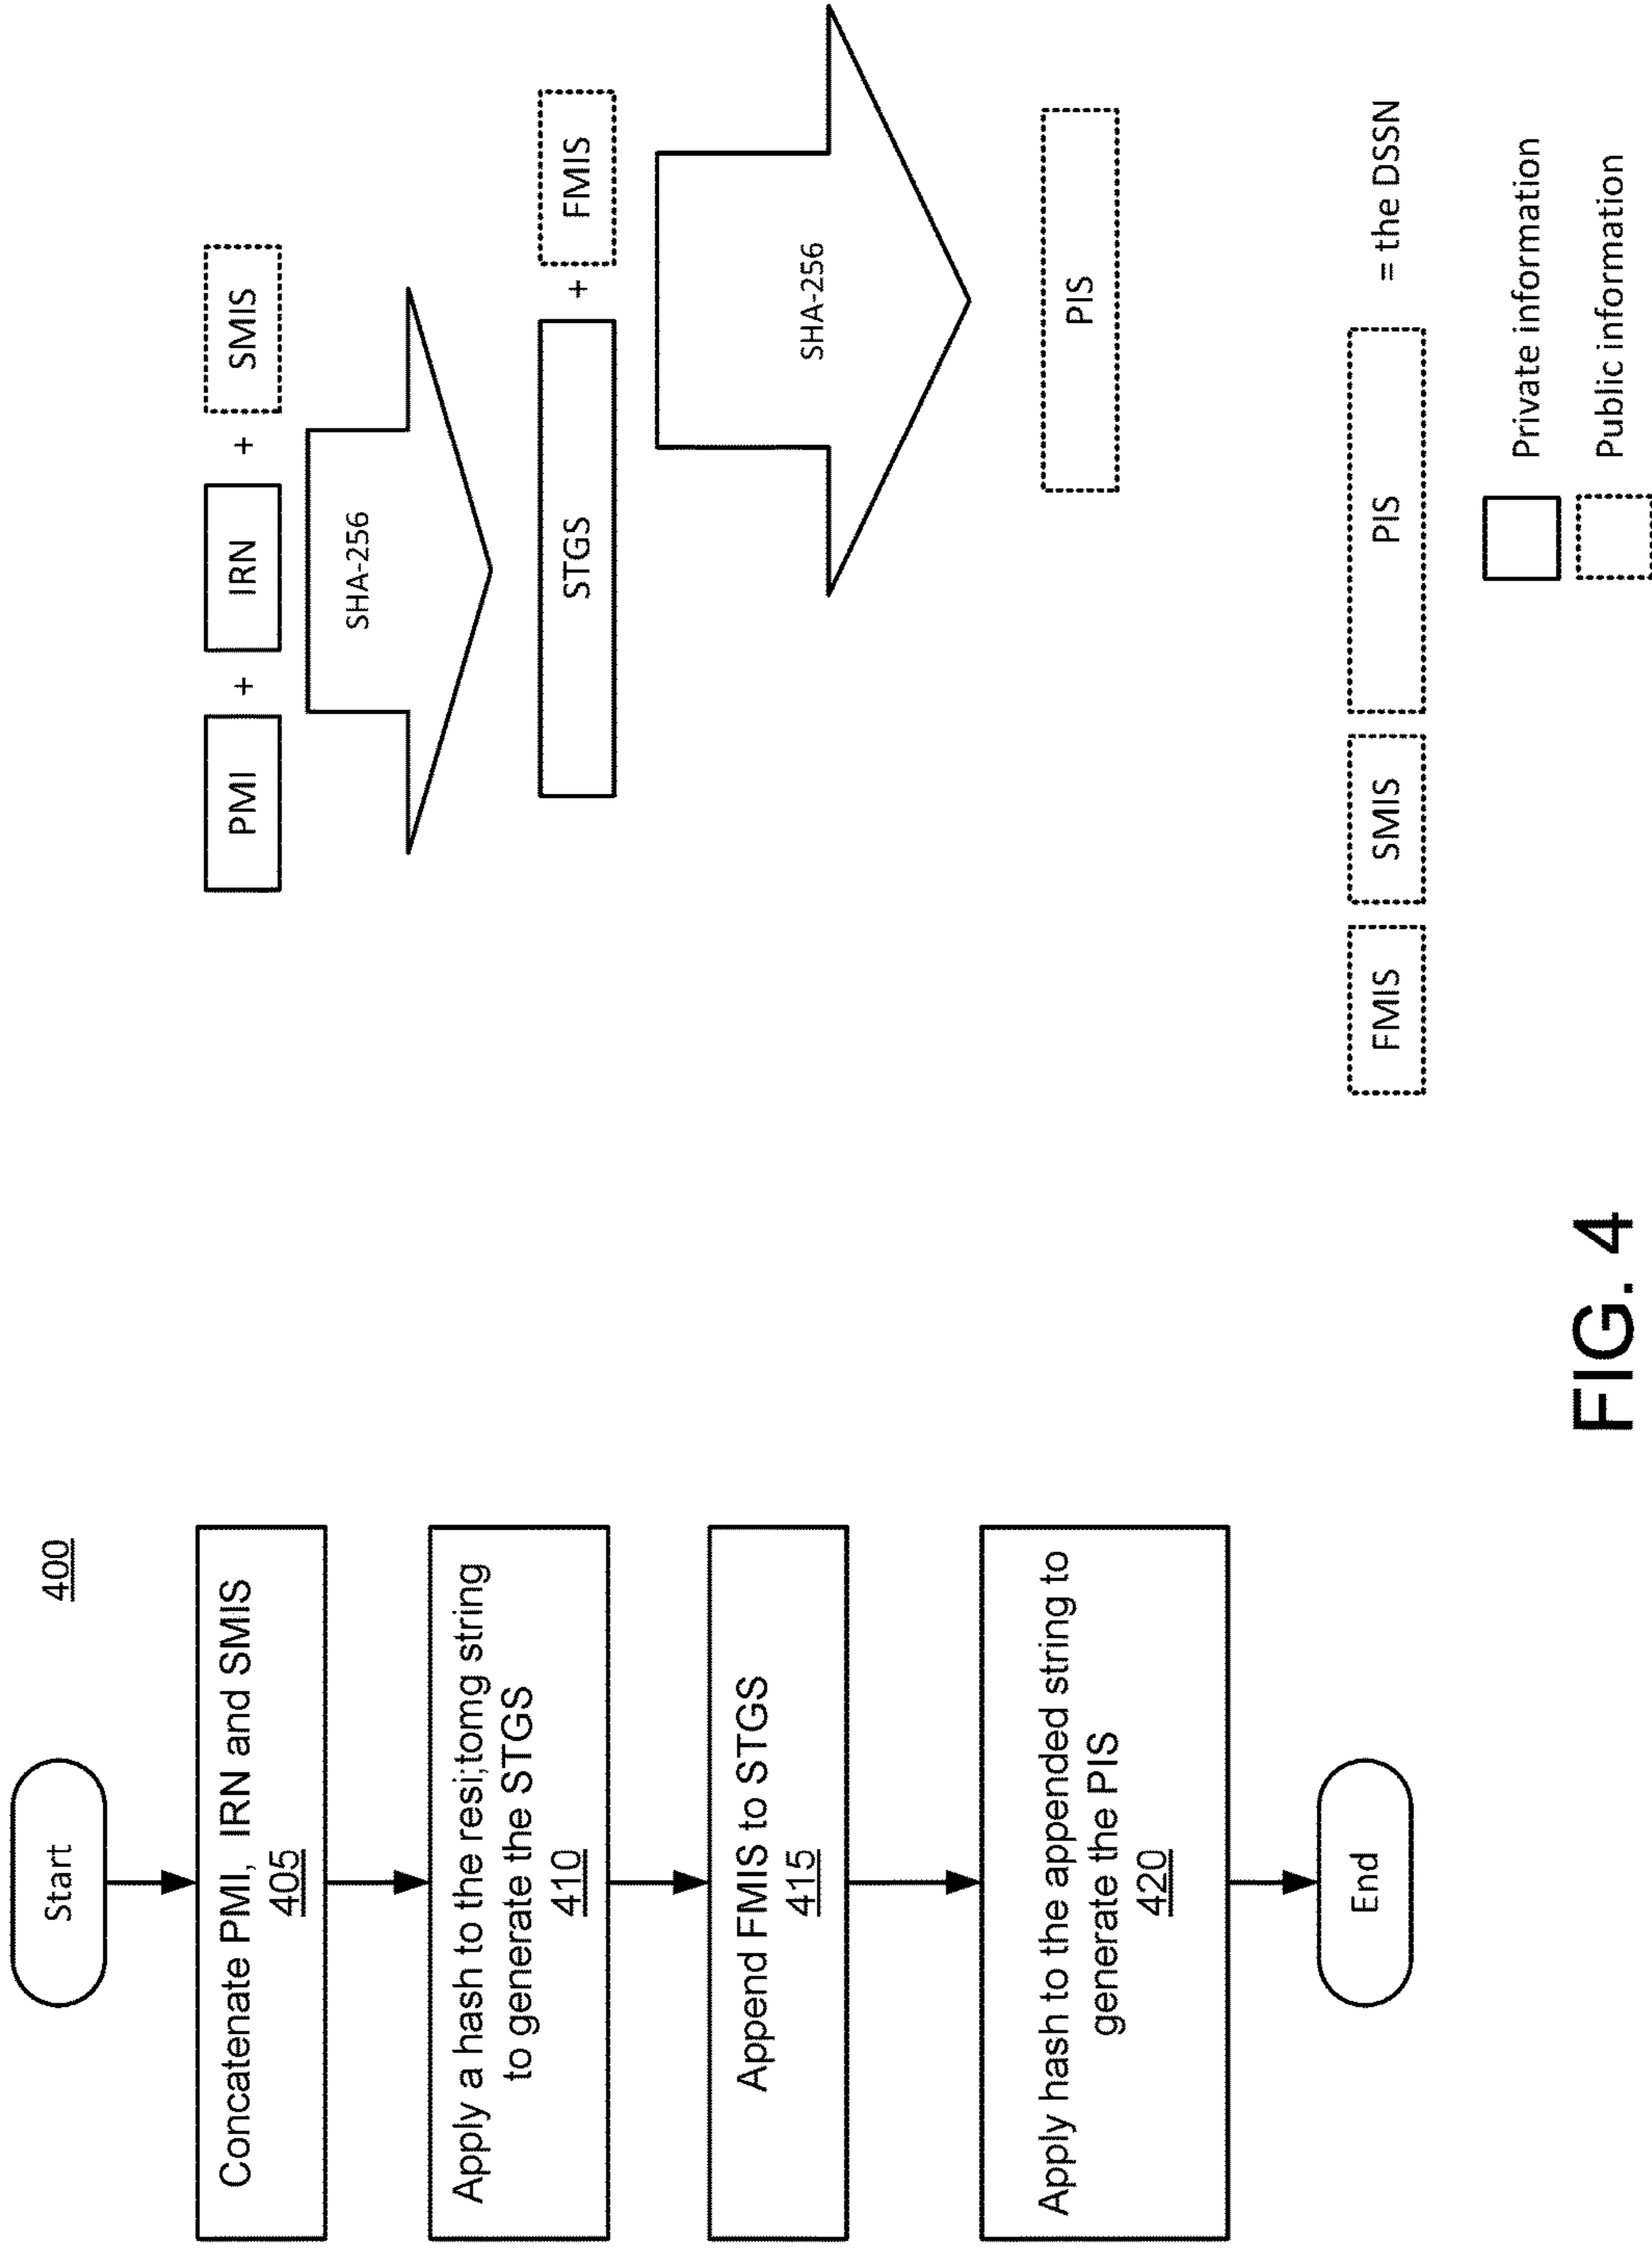 400
Start
Concatenate PMI, IRN and SMIS
405
Apply a hash to the resi;tomg string
to generate the STGS
410
Append FMIS to STGS
415
Apply hash to the appended string to
generate the PIS
420
End
PMI + IRN + SMIS
SHA-256
STGS + FMIS
SHA-256
PIS
FMIS SMIS PIS = the DSSN
Private information
Public information
FIG. 4